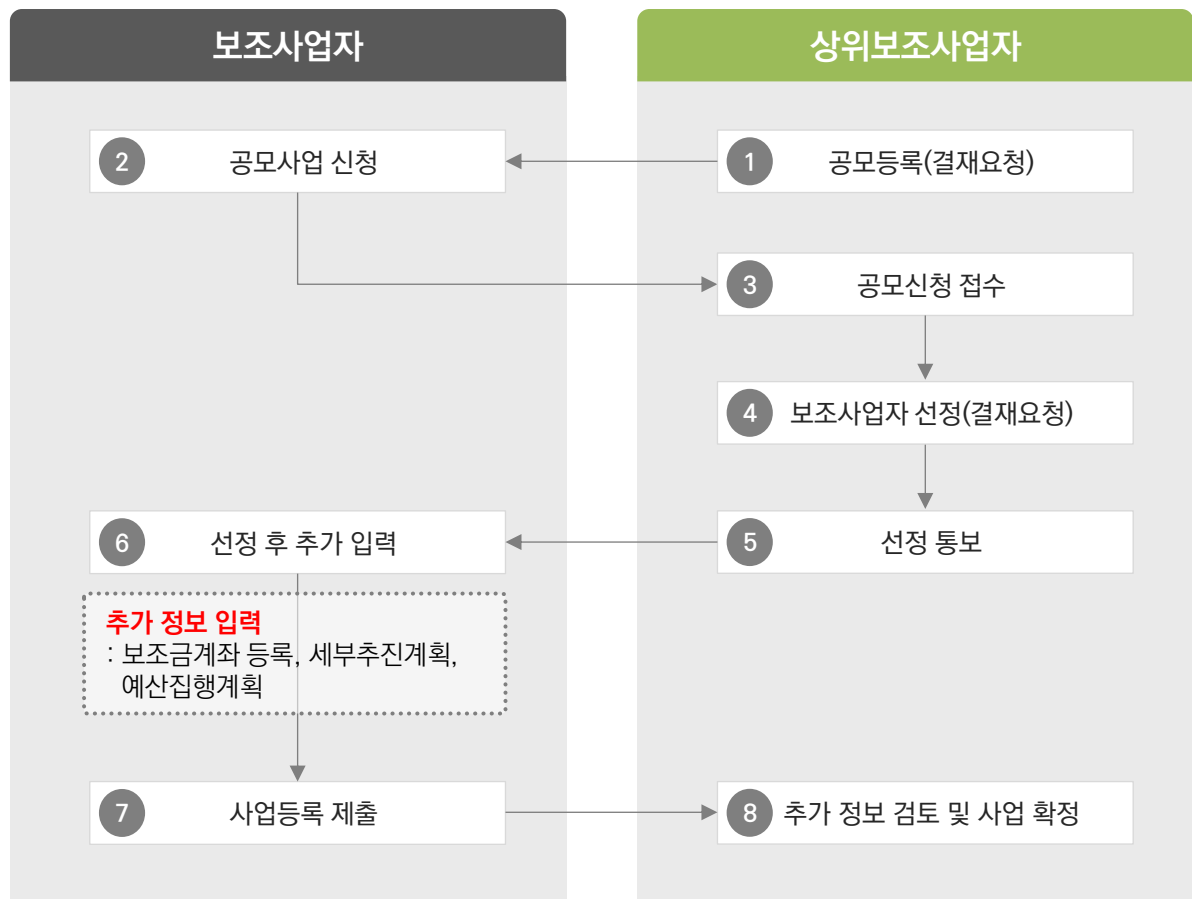 보조사업자
상위보조사업자
1 공모등록(결재요청)
2 공모사업 신청
3 공모신청 접수
4 보조사업자 선정(결재요청)
5 선정 통보
6 선정 후 추가 입력
추가 정보 입력
: 보조금계좌 등록, 세부추진계획,
예산집행계획
7 사업등록 제출
8 추가 정보 검토 및 사업 확정